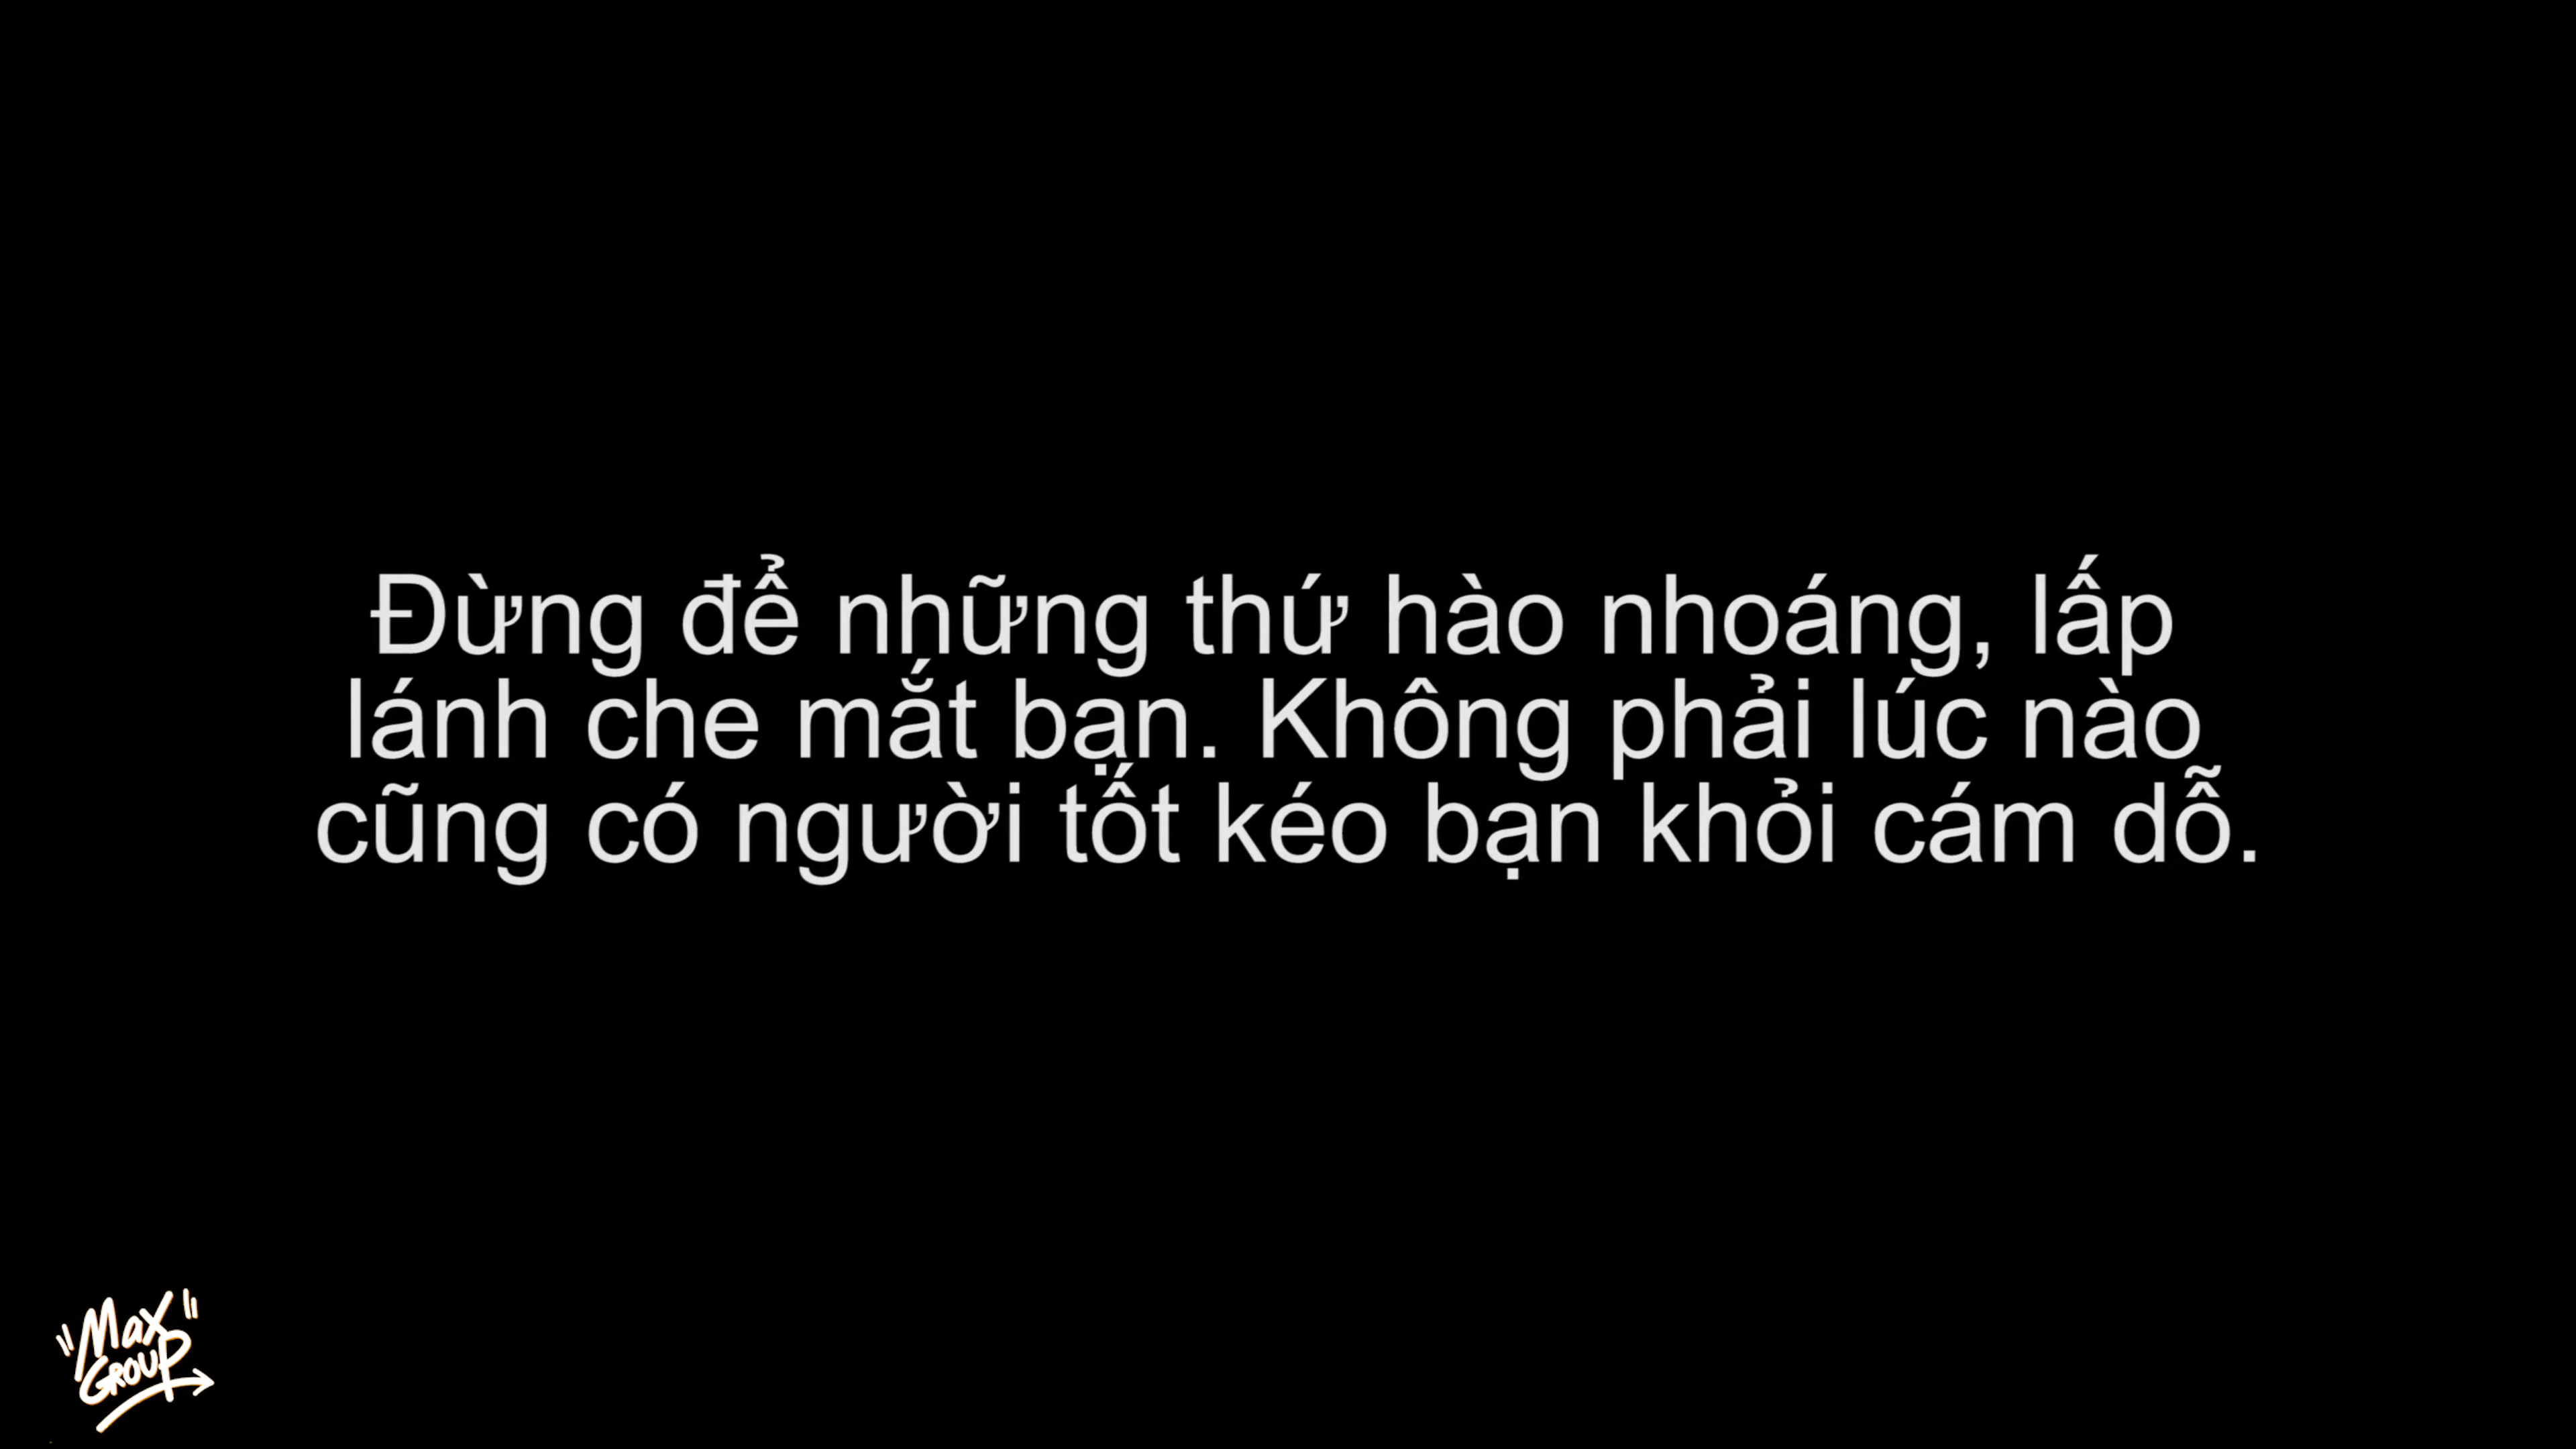 Đừng để những thứ hào nhoáng, lấp
lánh che mắt bạn. Không phải lúc nào
cũng có người tốt kéo bạn khỏi cám dỗ.
"Max"
GROUP